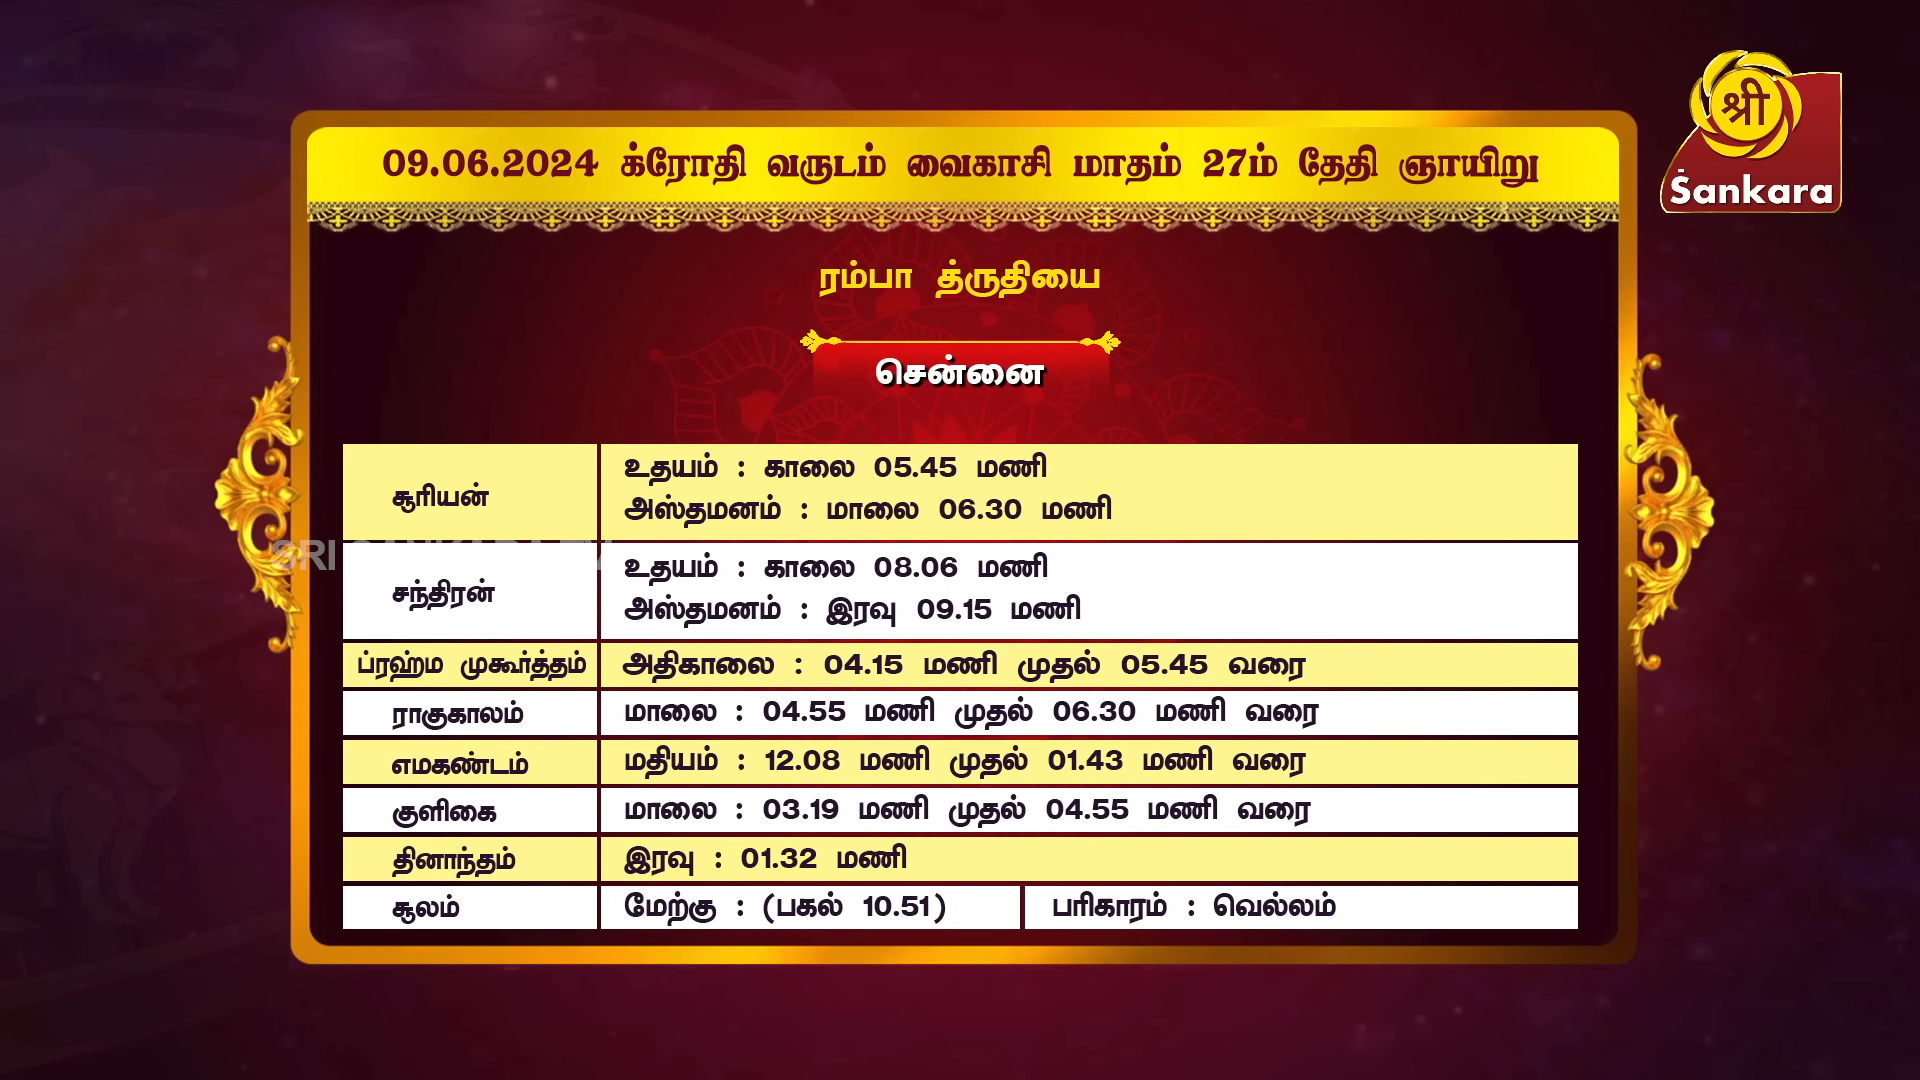 श्री
Sankara
09.06.2024 க்ரோதி வருடம் வைகாசி மாதம் 27ம் தேதி ஞாயிறு
ரம்பா த்ருதியை
சென்னை
சூரியன்
உதயம் : காலை 05.45 மணி
அஸ்தமனம் : மாலை 06.30 மணி
SRI SANKARA TV
சந்திரன்
உதயம் : காலை 08.06 மணி
அஸ்தமனம் : இரவு 09.15 மணி
ப்ரஹ்ம முகூர்த்தம் அதிகாலை : 04.15 மணி முதல் 05.45 வரை
ராகுகாலம் மாலை : 04.55 மணி முதல் 06.30 மணி வரை
எமகண்டம் மதியம் : 12.08 மணி முதல் 01.43 மணி வரை
குளிகை மாலை : 03.19 மணி முதல் 04.55 மணி வரை
தினாந்தம் இரவு : 01.32 மணி
சூலம் மேற்கு : (பகல் 10.51) பரிகாரம் : வெல்லம்